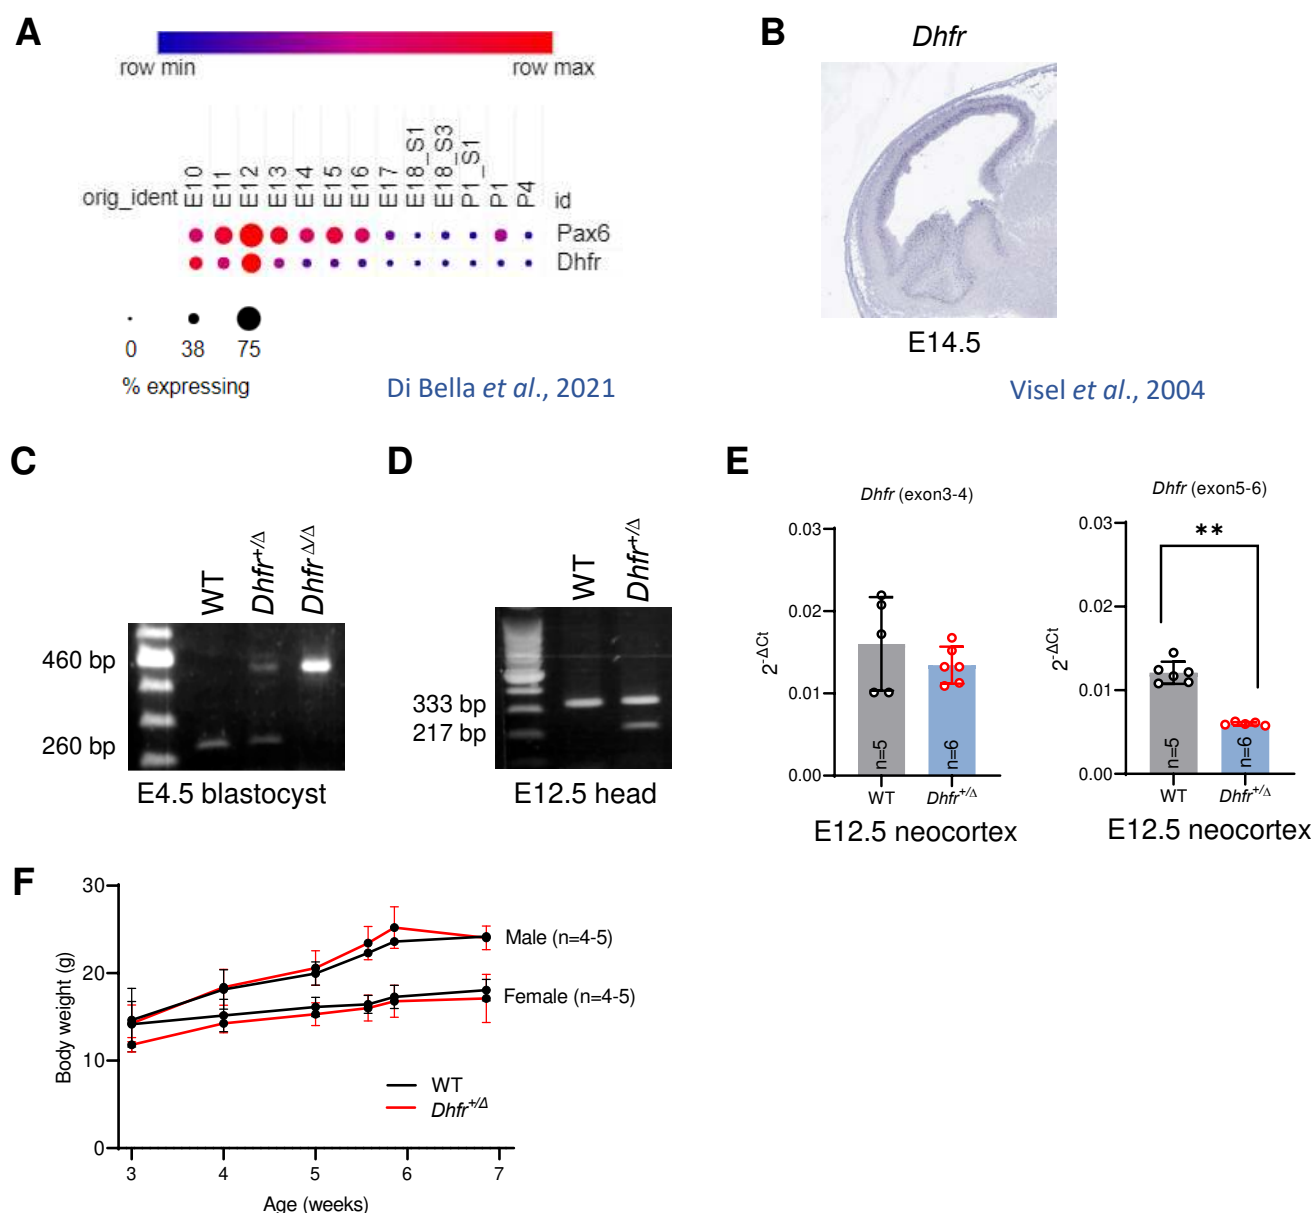 A
row min
row max
orig_ident
E10
E11
E12
E13
E14
E15
E16
E17
E18_S1
E18_S3
P1_S1
P1
P4
id
Pax6
Dhfr
0
38
75
% expressing
Di Bella et al., 2021
B
Dhfr
E14.5
Visel et al., 2004
C
WT
Dhfr+/Δ
DhfrΔ/Δ
460 bp
260 bp
E4.5 blastocyst
D
WT
Dhfr+/Δ
333 bp
217 bp
E12.5 head
E
Dhfr (exon3-4)
0.03
0.02
0.01
0.00
2-ΔCt
n=5
n=6
WT
Dhfr+/Δ
E12.5 neocortex
Dhfr (exon5-6)
**
0.03
0.02
0.01
0.00
2-ΔCt
n=5
n=6
WT
Dhfr+/Δ
E12.5 neocortex
F
30
20
10
0
Body weight (g)
Male (n=4-5)
Female (n=4-5)
WT
Dhfr+/Δ
3
4
5
6
7
Age (weeks)